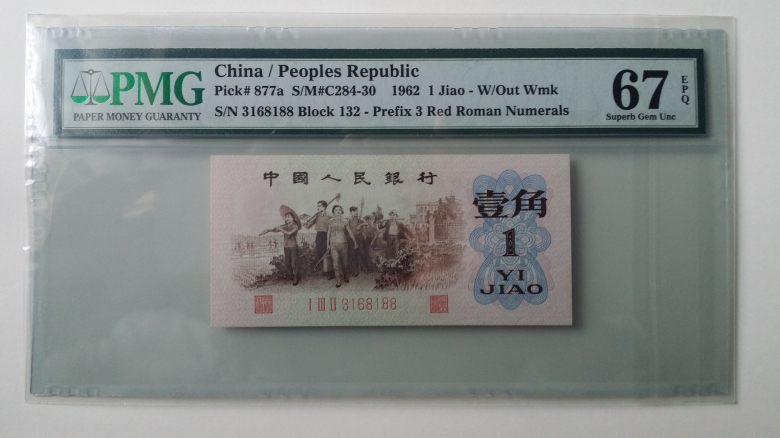 PMG
PAPER MONEY GUARANTY
China / Peoples Republic
Pick# 877a S/M#C284-30 1962 1 Jiao - W/Out Wmk
S/N 3168188 Block 132 - Prefix 3 Red Roman Numerals
67
EPQ
Superb Gem Unc
中國人民銀行
壹角
1
YI
JIAO
I III II 3168188